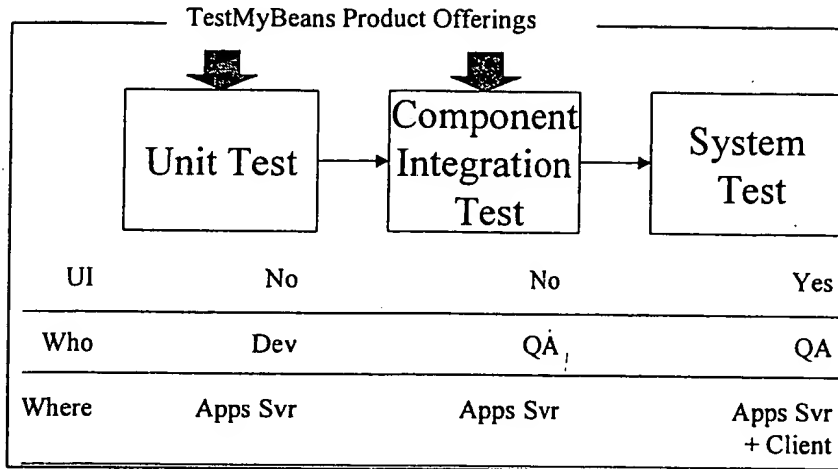 TestMyBeans Product Offerings
Unit Test
Component
Integration
Test
System
Test
UI No No Yes
Who Dev QA QA
Where Apps Svr Apps Svr Apps Svr
+ Client